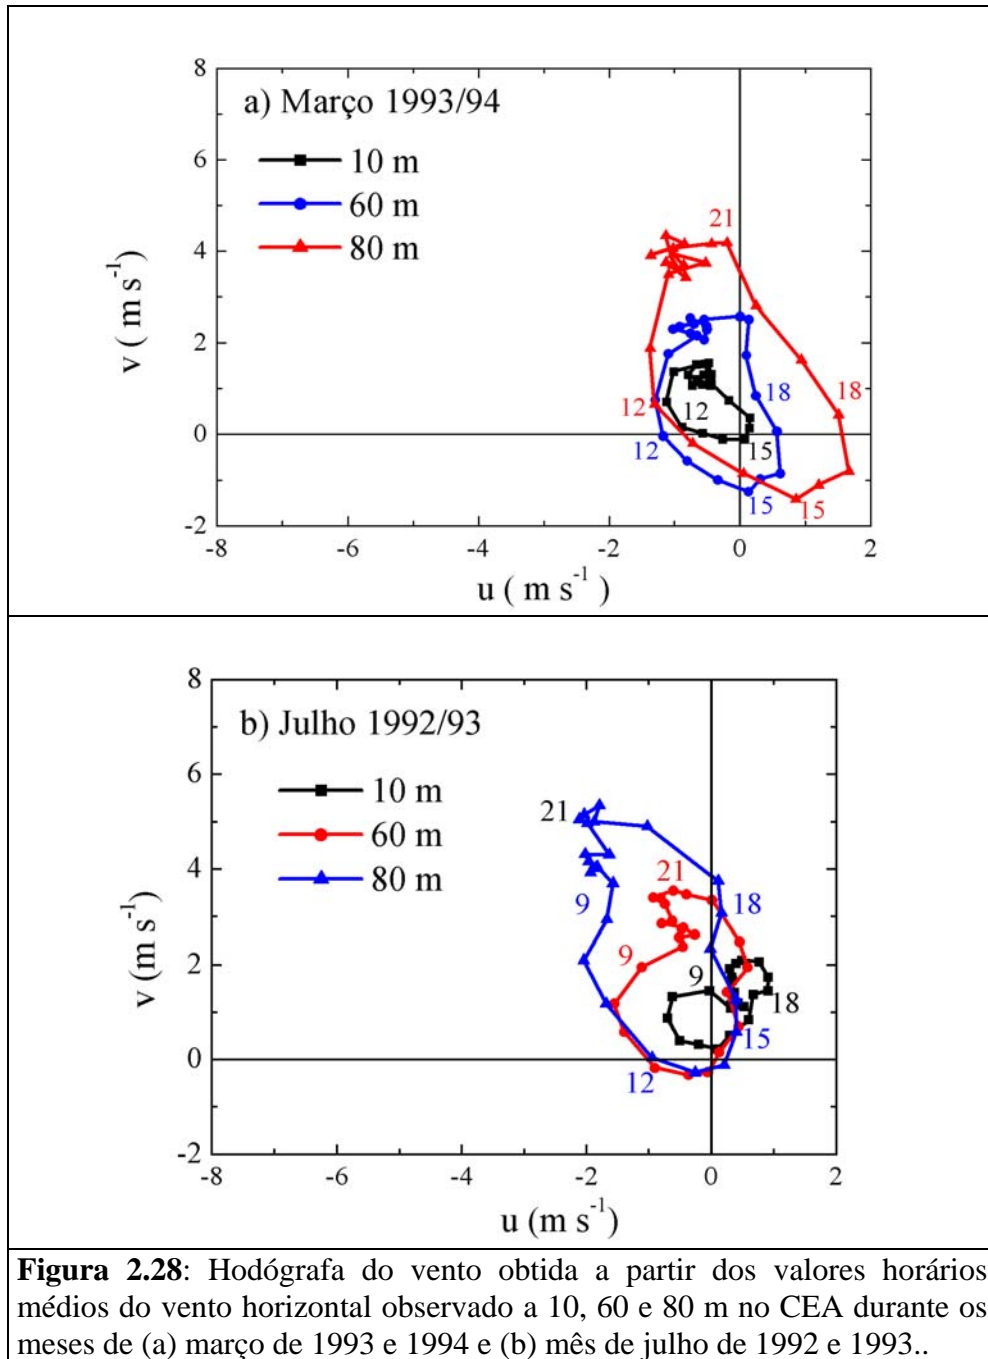 a) Março 1993/94
10 m
60 m
80 m
8
6
4
2
0
-2
v ( m s-1)
21
18
18
12
12
12
15
15
15
-8
-6
-4
-2
0
2
u ( m s-1 )
b) Julho 1992/93
10 m
60 m
80 m
8
6
4
2
0
-2
v (m s-1)
21
21
18
9
9
9
18
15
12
-8
-6
-4
-2
0
2
u (m s-1)
Figura 2.28: Hodógrafa do vento obtida a partir dos valores horários
médios do vento horizontal observado a 10, 60 e 80 m no CEA durante os
meses de (a) março de 1993 e 1994 e (b) mês de julho de 1992 e 1993..